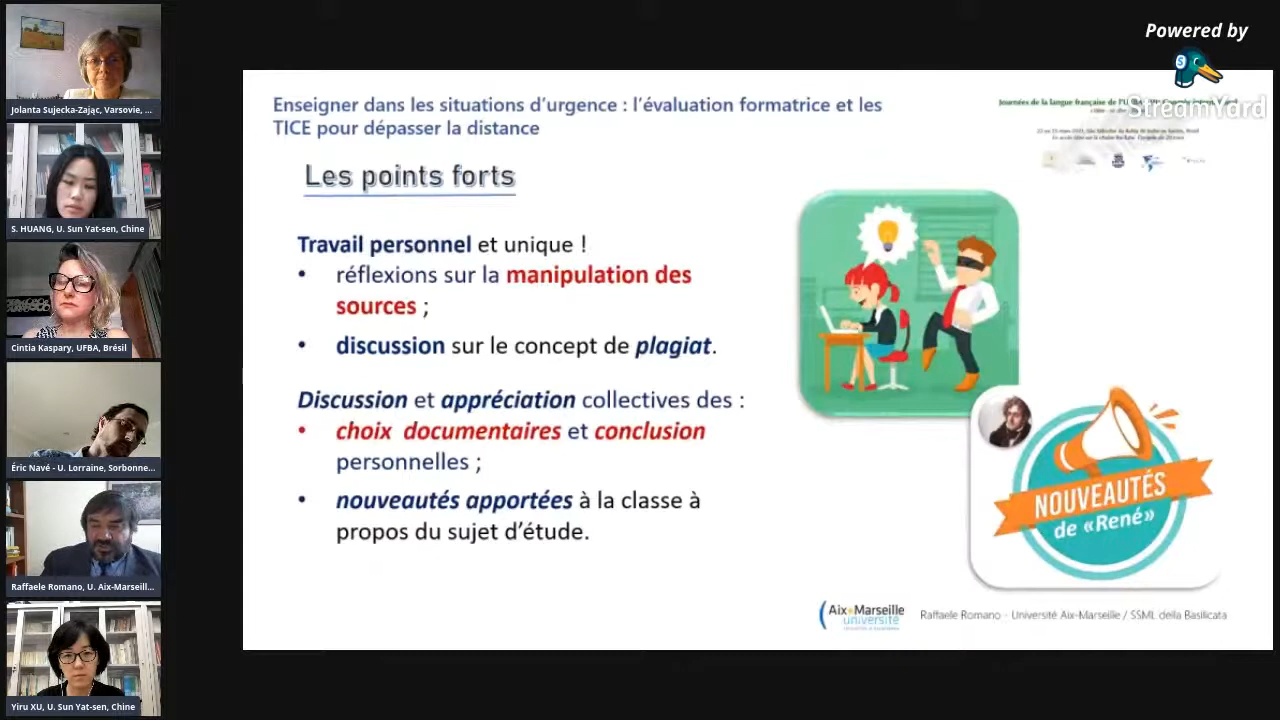 Jolanta Sujecka-Zając, Varsovie, ...
S. HUANG, U. Sun Yat-sen, Chine
Cintia Kaspary, UFBA, Brésil
Éric Navé - U. Lorraine, Sorbonne...
Raffaele Romano, U. Aix-Marseill...
Yiru XU, U. Sun Yat-sen, Chine
Powered by
StreamYard
Enseigner dans les situations d’urgence : l’évaluation formatrice et les
TICE pour dépasser la distance
Journées de la langue française de
Les points forts
Travail personnel et unique !
• réflexions sur la manipulation des
sources ;
• discussion sur le concept de plagiat.
Discussion et appréciation collectives des :
• choix documentaires et conclusion
personnelles ;
• nouveautés apportées à la classe à
propos du sujet d’étude.
NOUVEAUTÉS
de «René»
Aix*Marseille
université
Raffaele Romano - Université Aix-Marseille / SSML della Basilicata